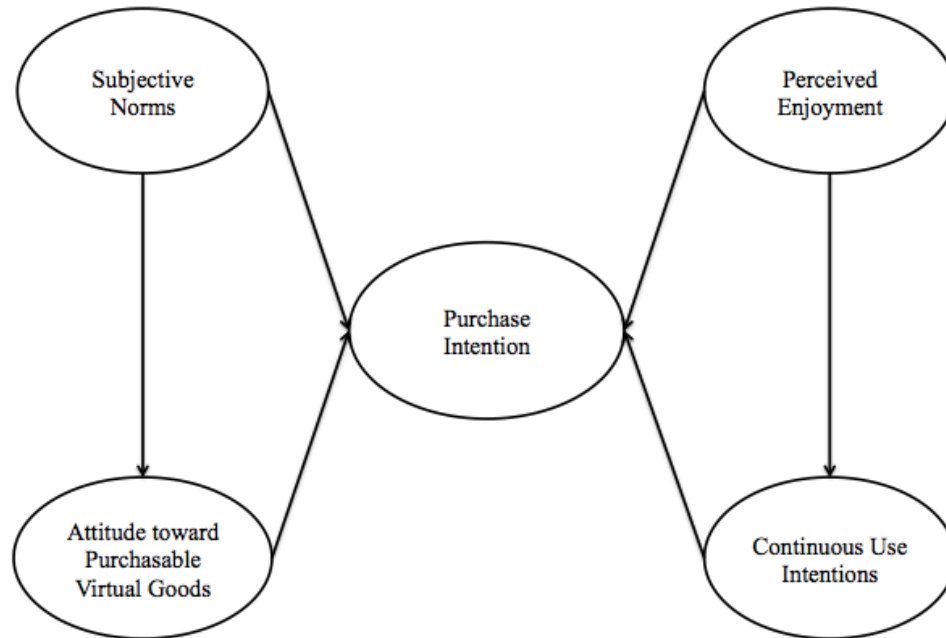 Subjective
Norms
Perceived
Enjoyment
Purchase
Intention
Attitude toward
Purchasable
Virtual Goods
Continuous Use
Intentions